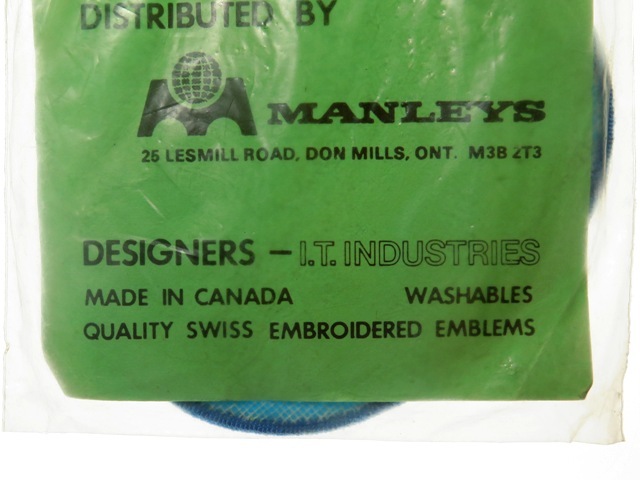 DISTRIBUTED BY
MANLEYS
25 LESMILL ROAD, DON MILLS, ONT. M3B 2T3
DESIGNERS – I.T. INDUSTRIES
MADE IN CANADA WASHABLES
QUALITY SWISS EMBROIDERED EMBLEMS